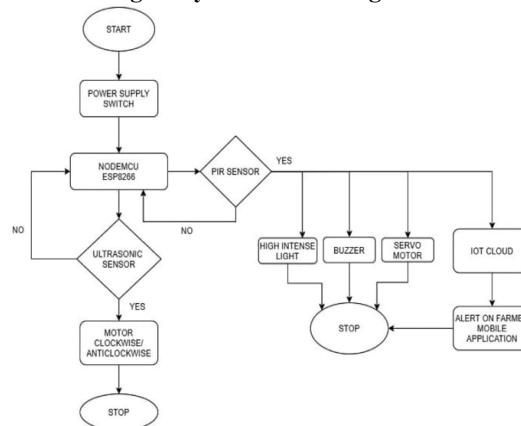 START
POWER SUPPLY
SWITCH
NODEMCU
ESP8266
PIR SENSOR
YES
NO
NO
ULTRASONIC
SENSOR
YES
HIGH INTENSE
LIGHT
BUZZER
SERVO
MOTOR
IOT CLOUD
MOTOR
CLOCKWISE/
ANTICLOCKWISE
STOP
ALERT ON FARME
MOBILE
APPLICATION
STOP